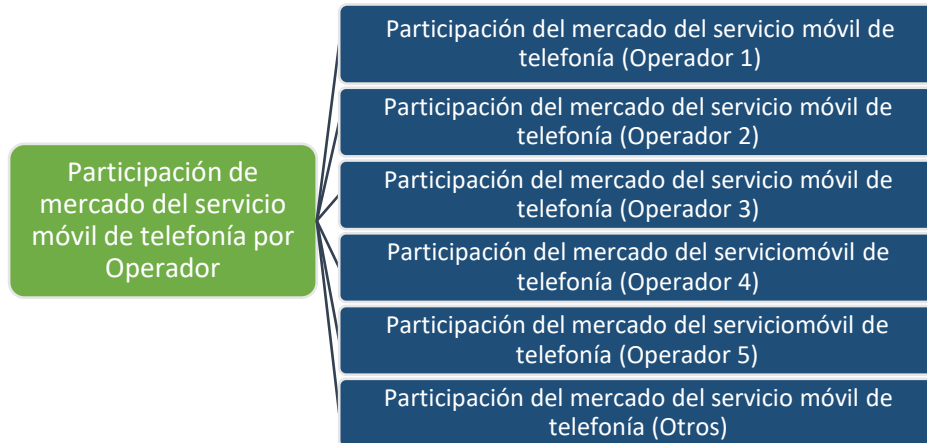 Participación de
mercado del servicio
móvil de telefonía por
Operador
Participación del mercado del servicio móvil de
telefonía (Operador 1)
Participación del mercado del servicio móvil de
telefonía (Operador 2)
Participación del mercado del servicio móvil de
telefonía (Operador 3)
Participación del mercado del serviciomóvil de
telefonía (Operador 4)
Participación del mercado del serviciomóvil de
telefonía (Operador 5)
Participación del mercado del servicio móvil de
telefonía (Otros)